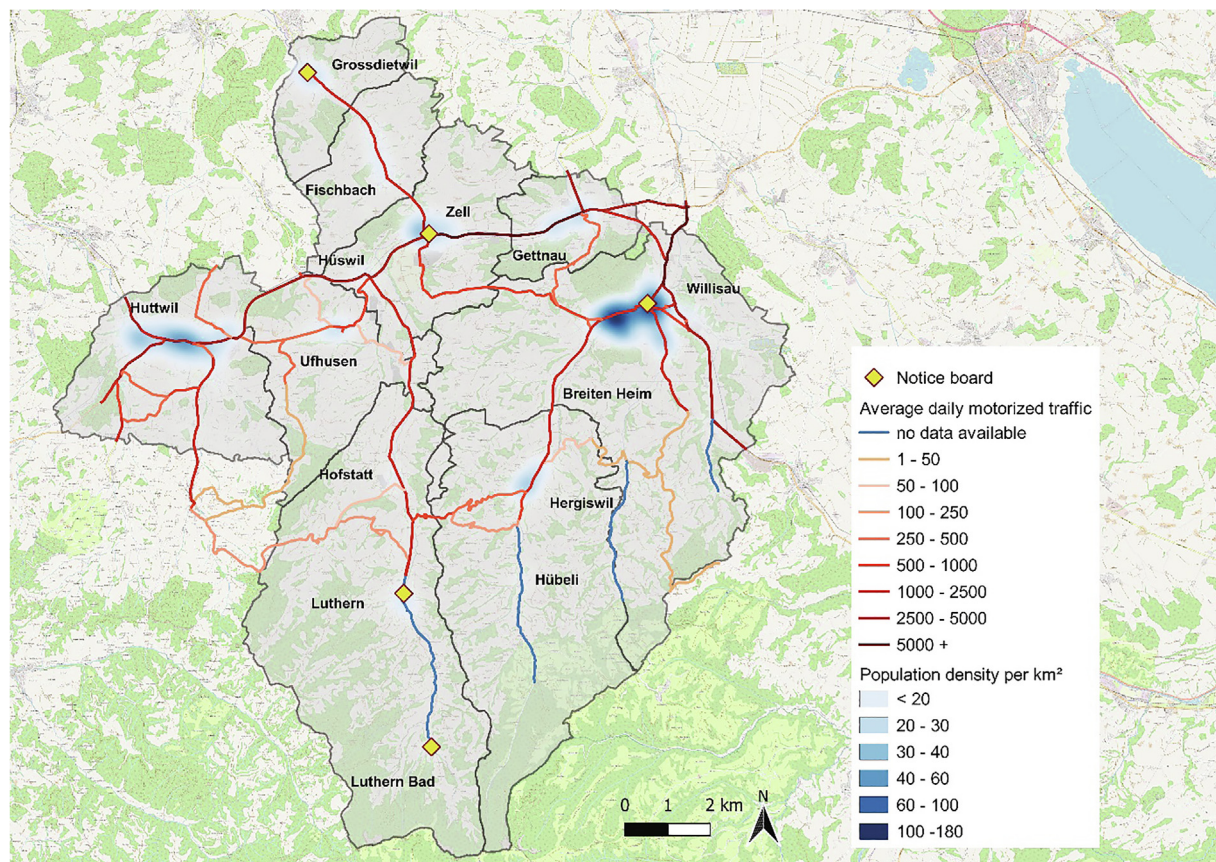 Grossdietwil
Fischbach
Zell
Hüswil
Gettnau
Willisau
Huttwil
Ufhusen
Breiten Heim
Hofstatt
Hergiswil
Hübeli
Luthern
Luthern Bad
0 1 2 km
N
Notice board
Average daily motorized traffic
no data available
1 - 50
50 - 100
100 - 250
250 - 500
500 - 1000
1000 - 2500
2500 - 5000
5000 +
Population density per km²
< 20
20 - 30
30 - 40
40 - 60
60 - 100
100 -180